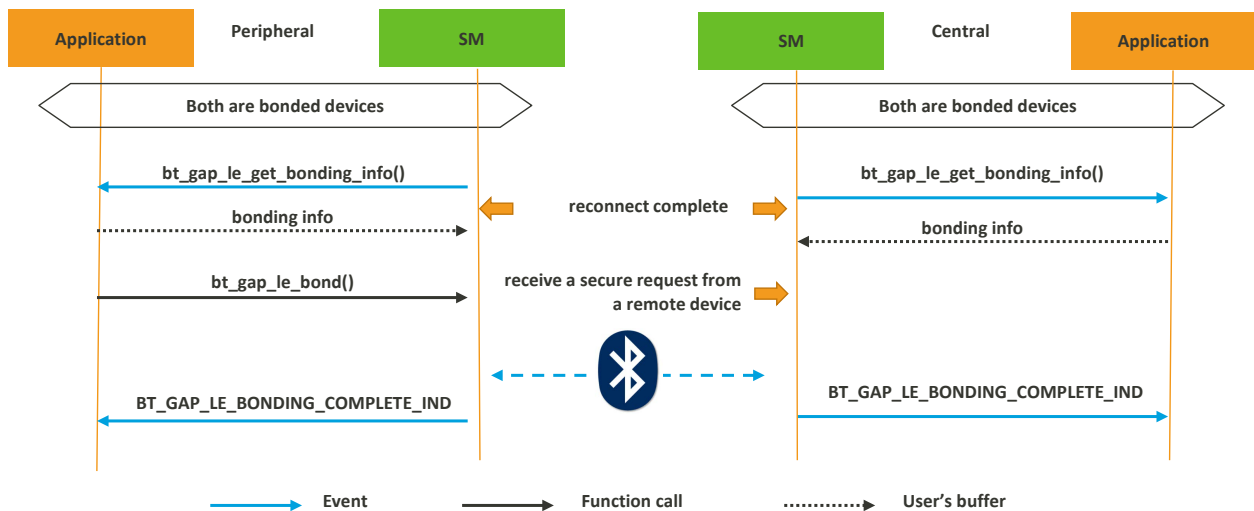 Application
Peripheral
SM
SM
Central
Application
Both are bonded devices
Both are bonded devices
bt_gap_le_get_bonding_info()
bt_gap_le_get_bonding_info()
reconnect complete
bonding info
bonding info
bt_gap_le_bond()
receive a secure request from
a remote device
BT_GAP_LE_BONDING_COMPLETE_IND
BT_GAP_LE_BONDING_COMPLETE_IND
Event
Function call
User's buffer